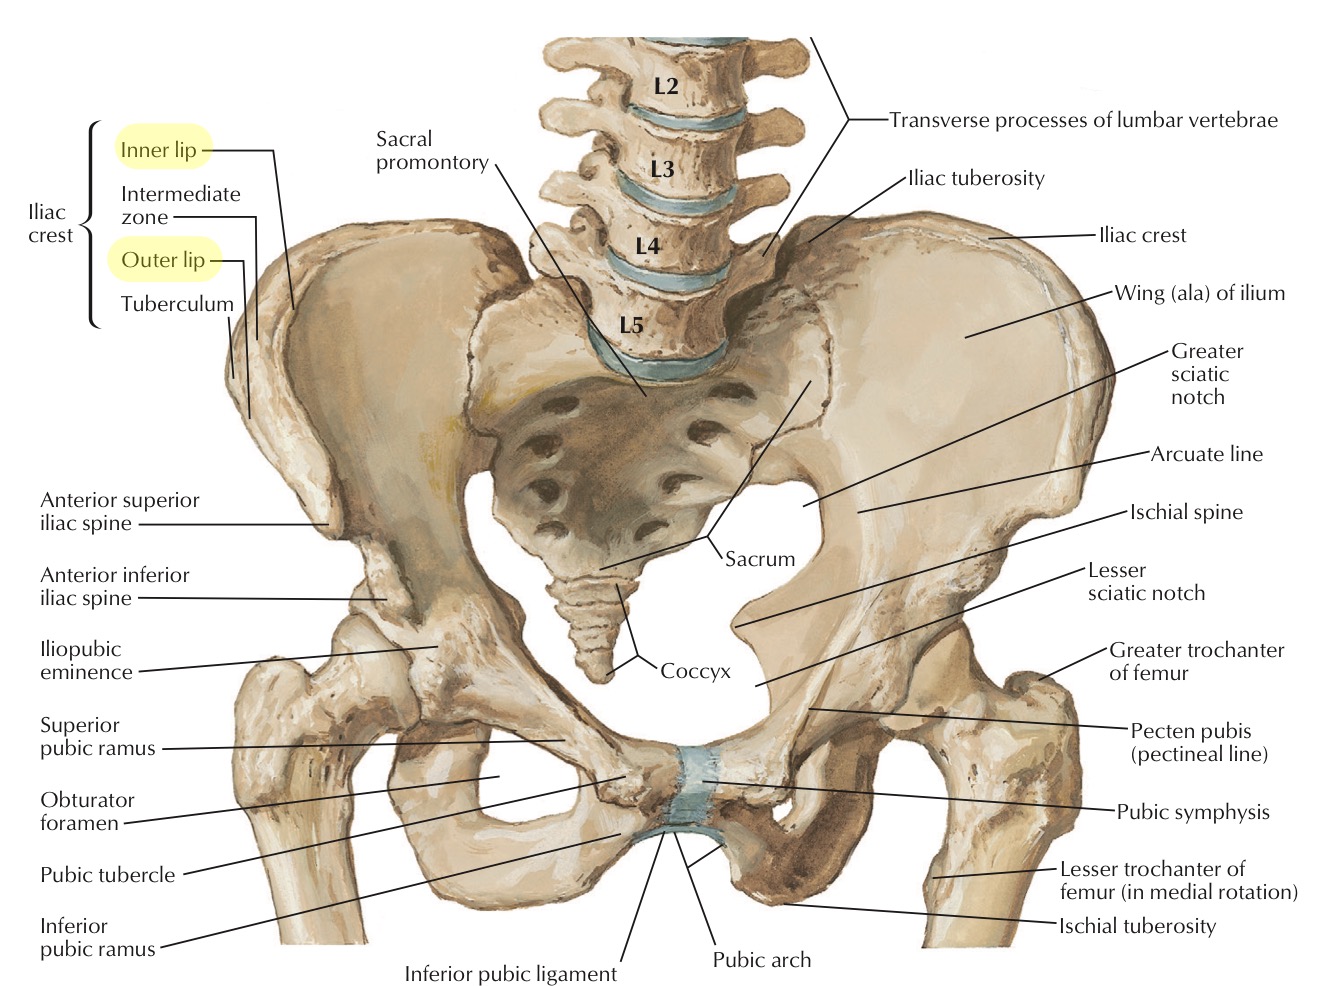 L2
L3
L4
L5
Iliac
crest
Inner lip
Intermediate
zone
Outer lip
Tuberculum
Sacral
promontory
Anterior superior
iliac spine
Anterior inferior
iliac spine
Iliopubic
eminence
Superior
pubic ramus
Obturator
foramen
Pubic tubercle
Inferior
pubic ramus
Transverse processes of lumbar vertebrae
Iliac tuberosity
Iliac crest
Wing (ala) of ilium
Greater
sciatic
notch
Arcuate line
Ischial spine
Sacrum
Lesser
sciatic notch
Coccyx
Greater trochanter
of femur
Pecten pubis
(pectineal line)
Pubic symphysis
Lesser trochanter of
femur (in medial rotation)
Ischial tuberosity
Pubic arch
Inferior pubic ligament